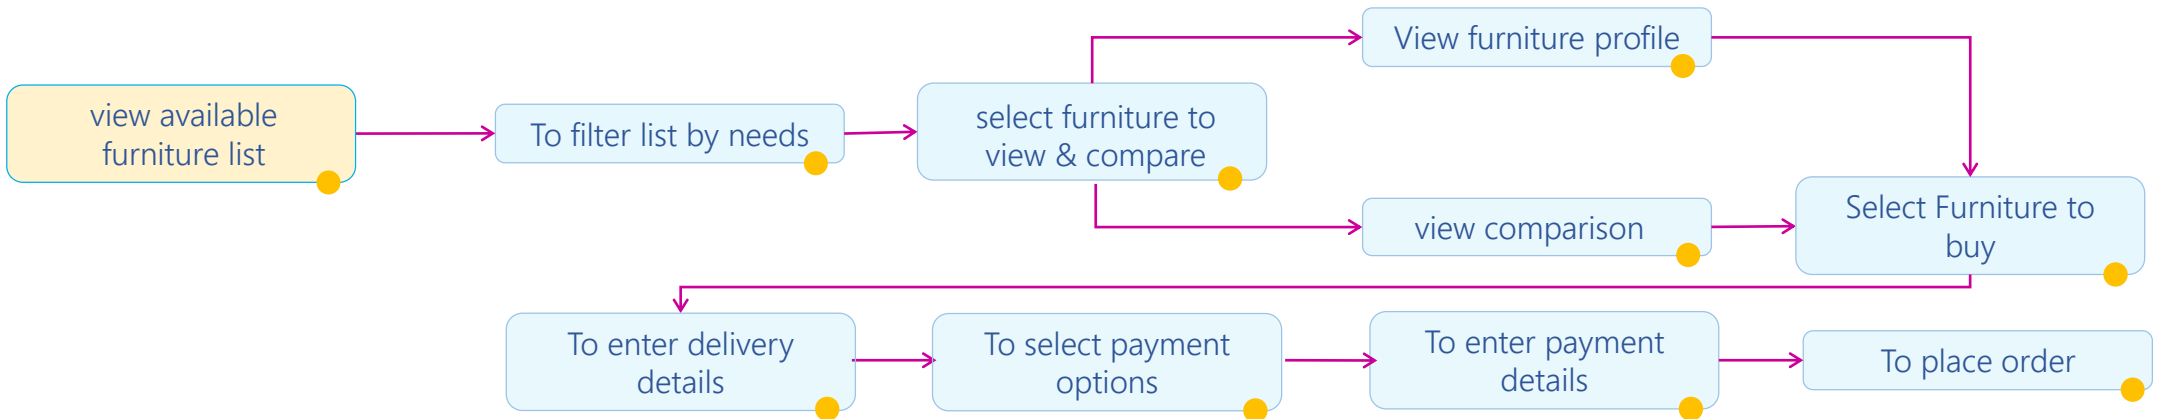 view available
furniture list
To filter list by needs
select furniture to
view & compare
View furniture profile
view comparison
Select Furniture to
buy
To enter delivery
details
To select payment
options
To enter payment
details
To place order